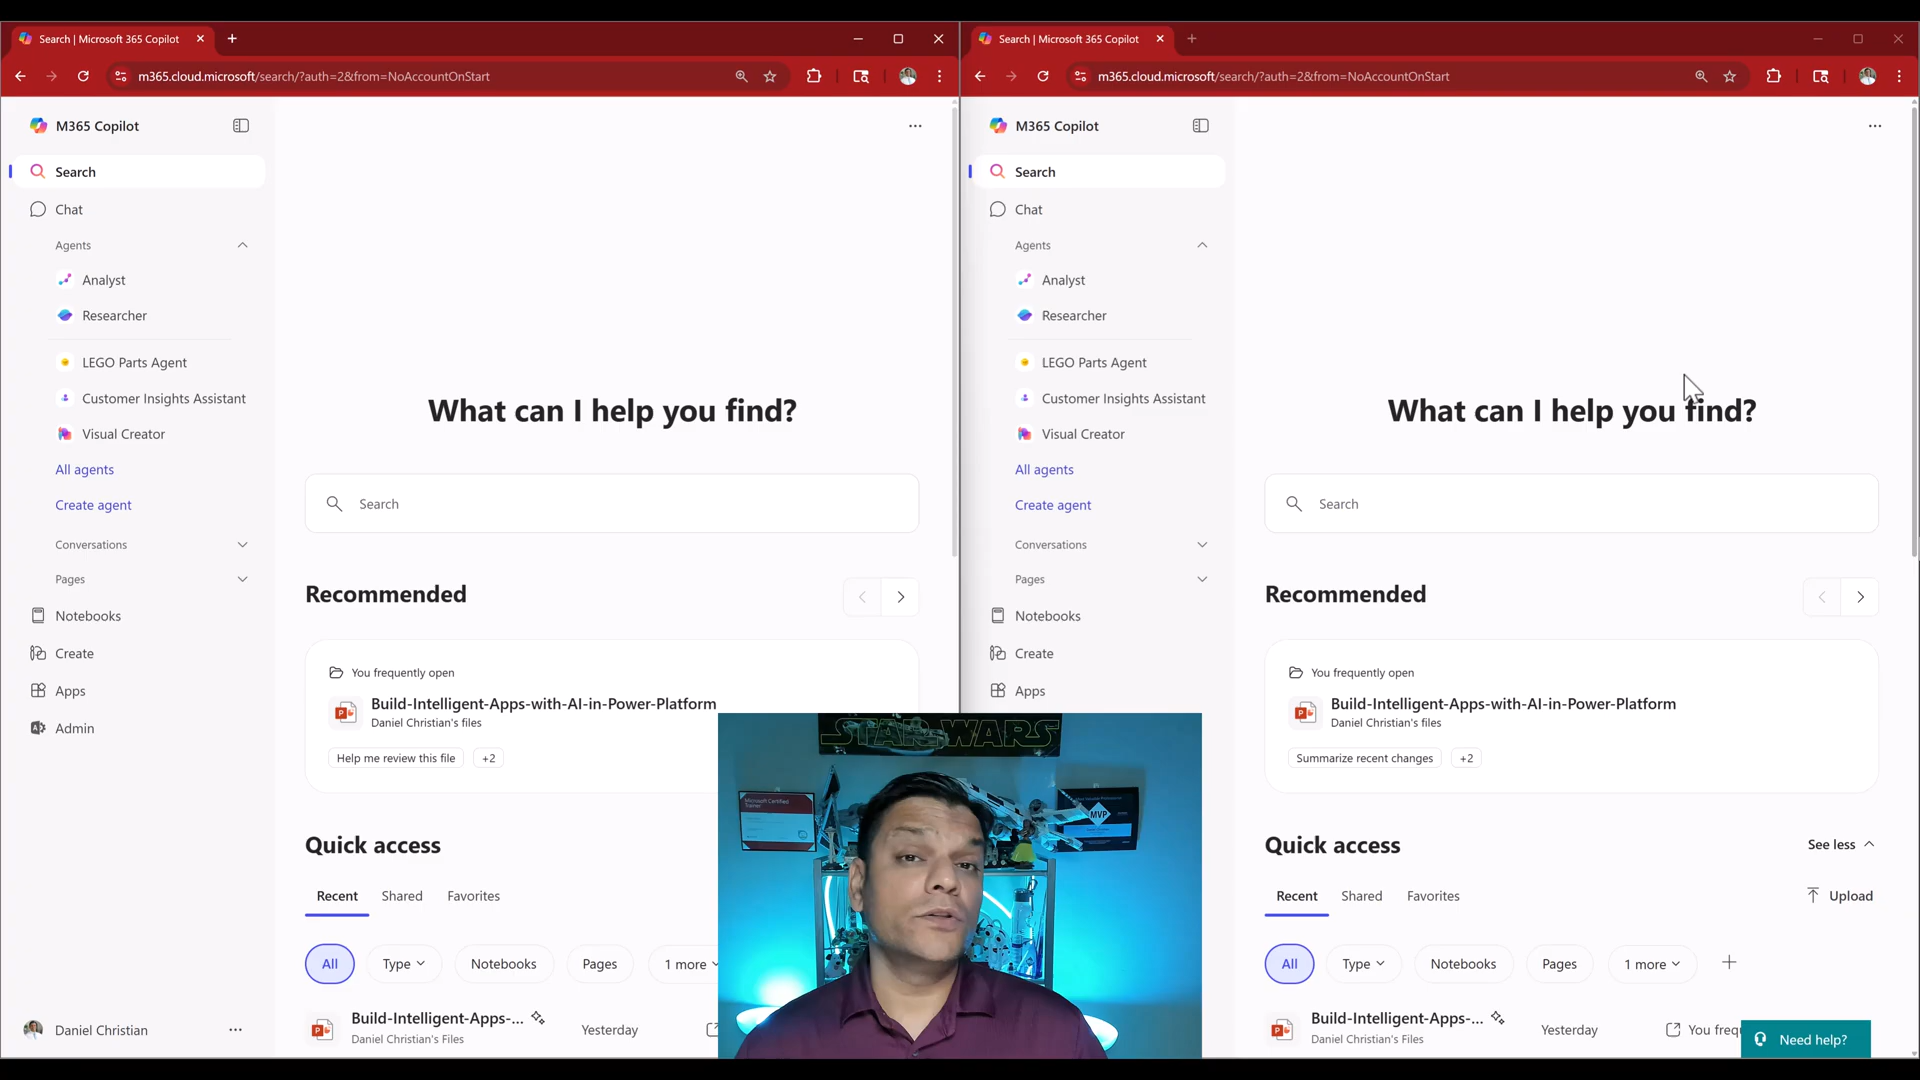 Search | Microsoft 365 Copilot
m365.cloud.microsoft/search/?auth=2&from=NoAccountOnStart
M365 Copilot
Search
Chat
Agents
Analyst
Researcher
LEGO Parts Agent
Customer Insights Assistant
Visual Creator
All agents
Create agent
Conversations
Pages
Notebooks
Create
Apps
Admin
Daniel Christian
What can I help you find?
Search
Recommended
You frequently open
Build-Intelligent-Apps-with-AI-in-Power-Platform
Daniel Christian's files
Help me review this file
+2
Quick access
Recent Shared Favorites
All Type Notebooks Pages 1 more
Build-Intelligent-Apps-...
Yesterday
Daniel Christian's Files
Search | Microsoft 365 Copilot
m365.cloud.microsoft/search/?auth=2&from=NoAccountOnStart
M365 Copilot
Search
Chat
Agents
Analyst
Researcher
LEGO Parts Agent
Customer Insights Assistant
Visual Creator
All agents
Create agent
Conversations
Pages
Notebooks
Create
Apps
What can I help you find?
Search
Recommended
You frequently open
Build-Intelligent-Apps-with-AI-in-Power-Platform
Daniel Christian's files
Summarize recent changes
+2
Quick access
See less
Recent Shared Favorites
Upload
All Type Notebooks Pages 1 more
Build-Intelligent-Apps-...
Yesterday
You freq
Daniel Christian's Files
Need help?
STAR WARS
Microsoft Certified
Trainer
MVP